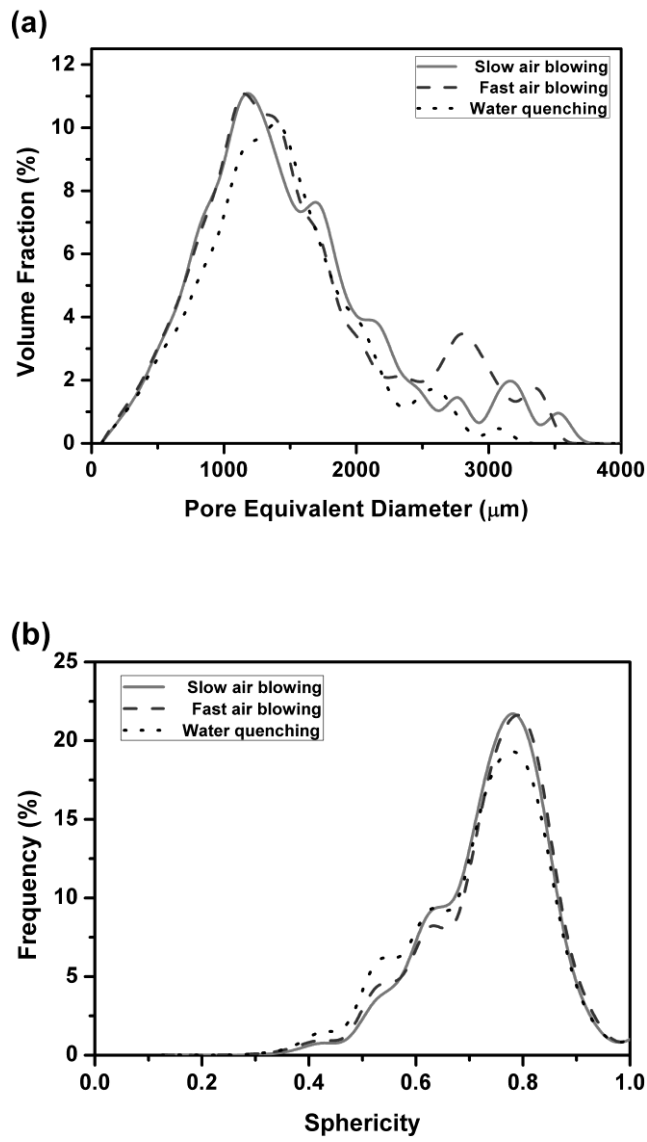 (a)
12
10
8
6
4
2
0
Volume Fraction (%)
Slow air blowing
Fast air blowing
Water quenching
0 1000 2000 3000 4000
Pore Equivalent Diameter (μm)
(b)
25
20
15
10
5
0
Frequency (%)
Slow air blowing
Fast air blowing
Water quenching
0.0 0.2 0.4 0.6 0.8 1.0
Sphericity